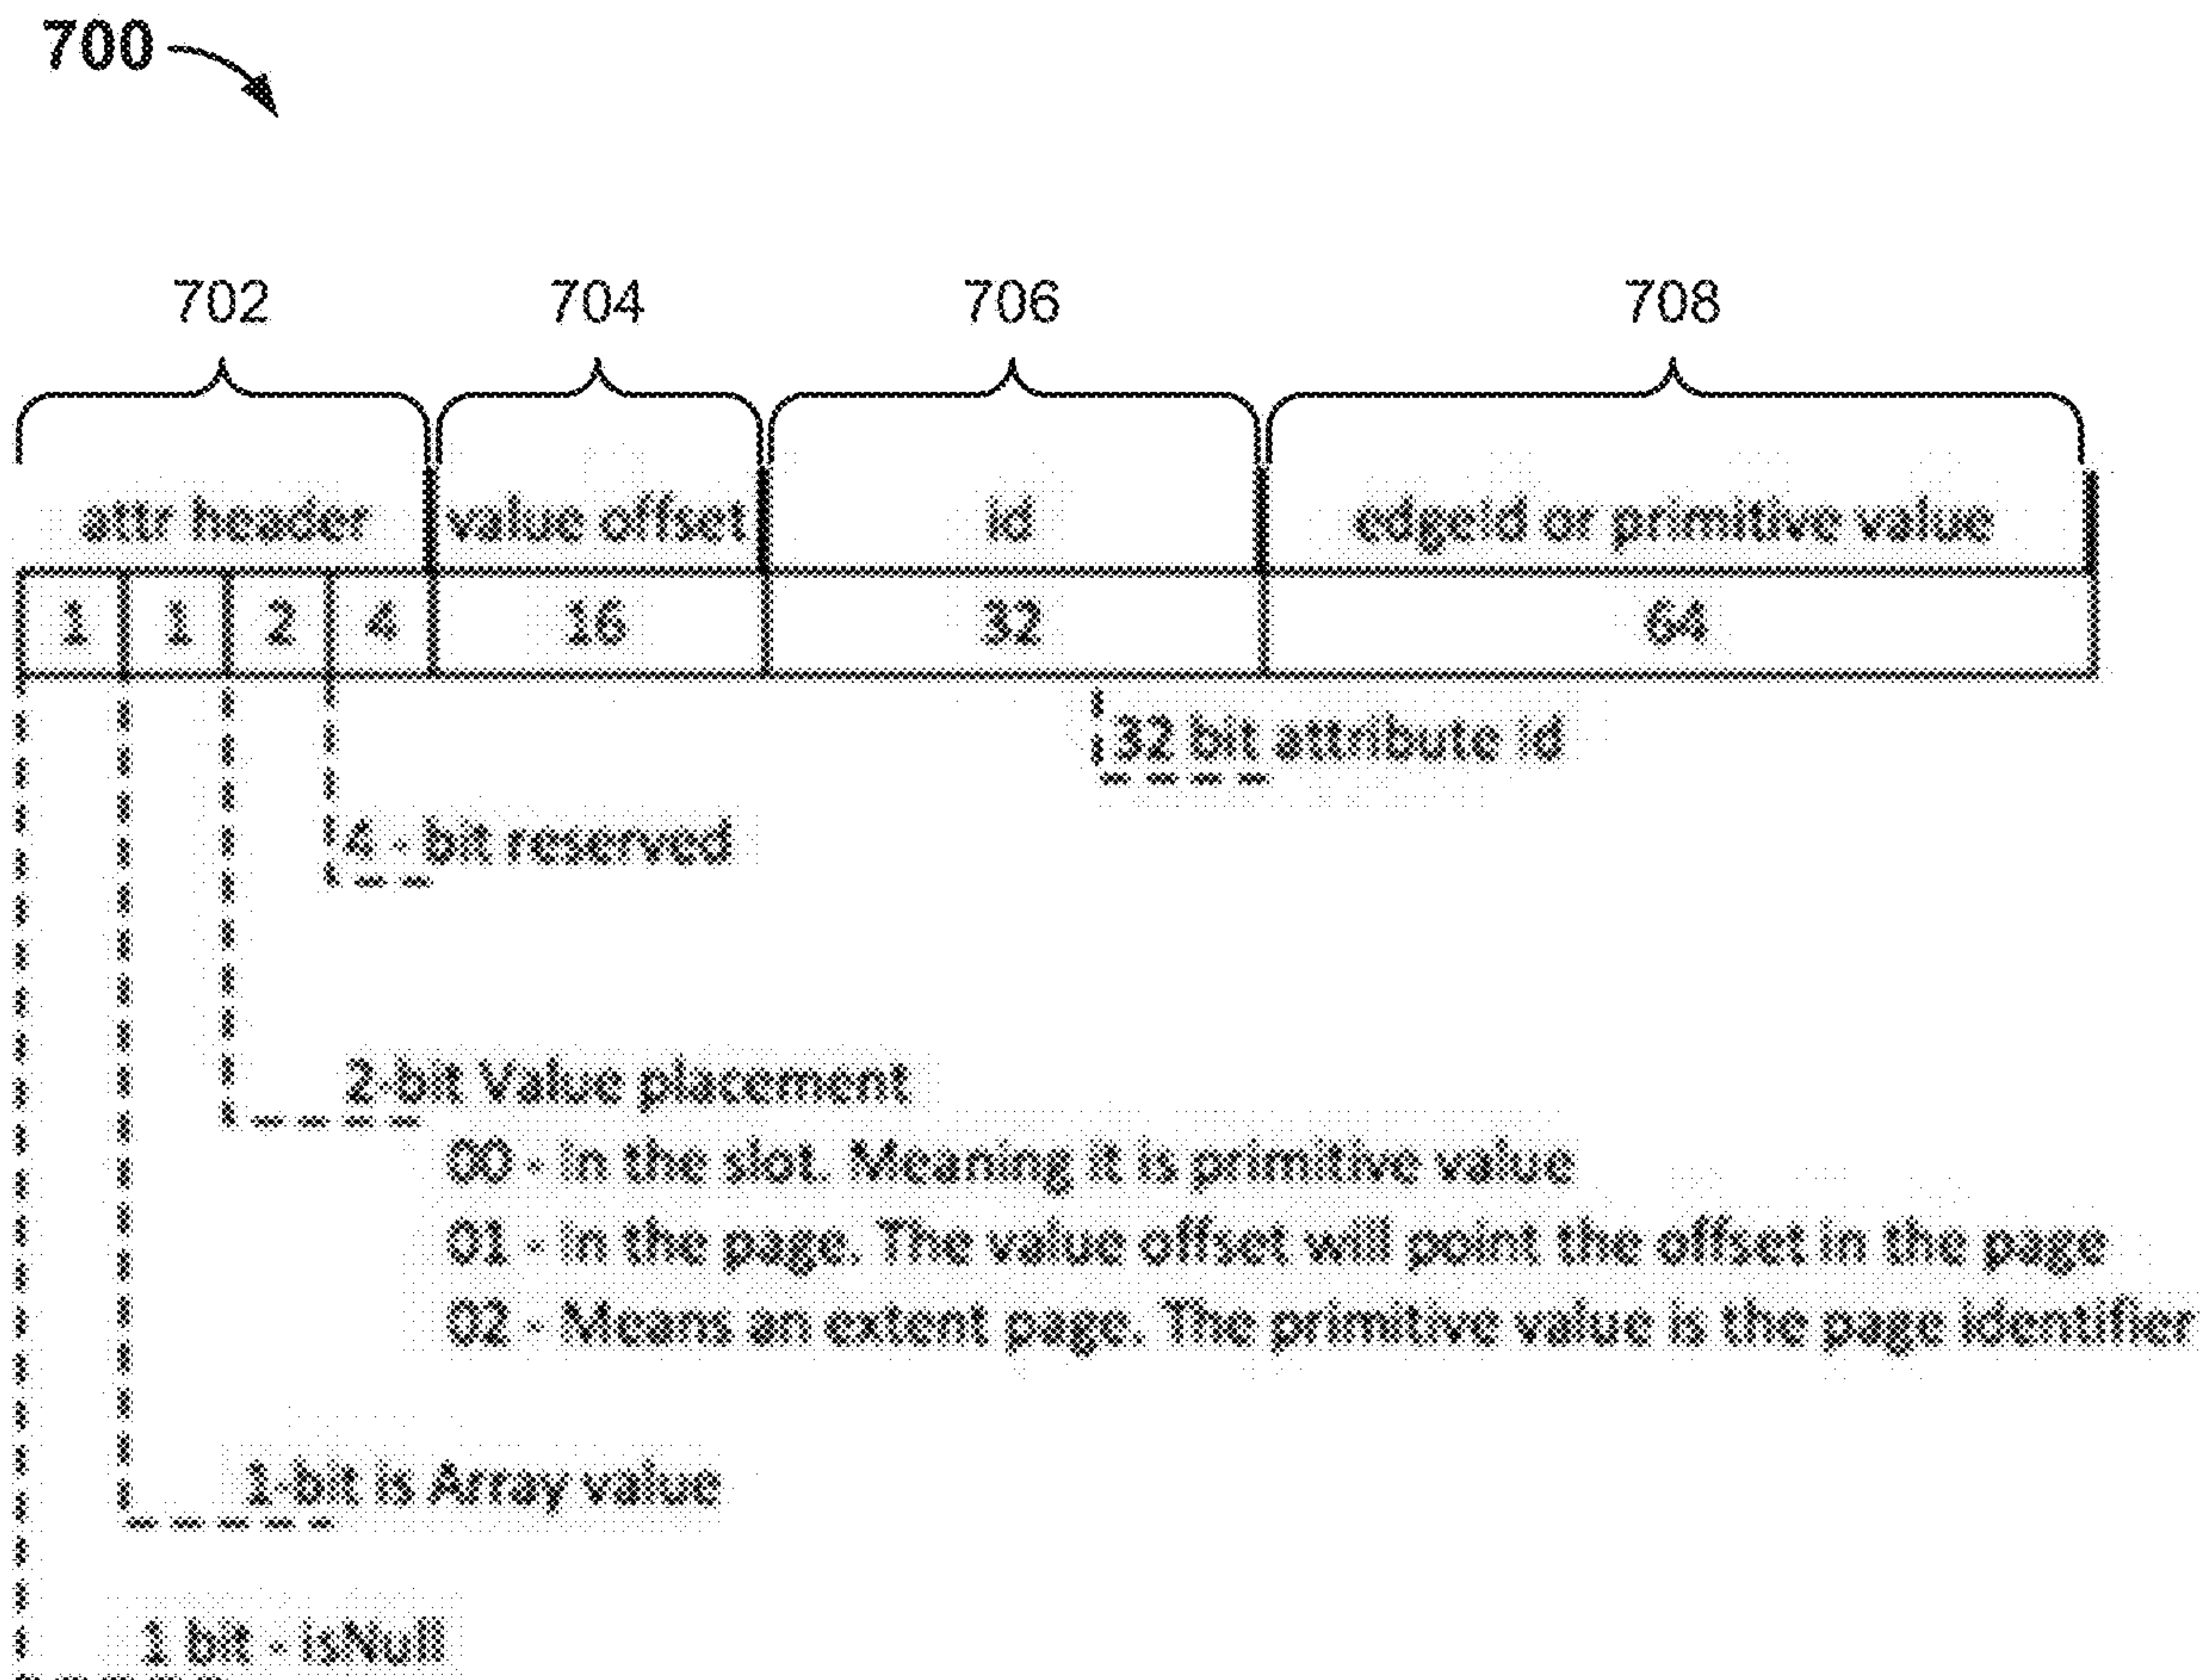 700
702 704 706 708
attr header value offset id edgeid or primitive value
1 1 2 4 16 32 64
32 bit attribute id
4 - bit reserved
2-bit Value placement
00 - In the slot. Meaning it is primitive value
01 - In the page. The value offset will point the offset in the page
02 - Means an extent page. The primitive value is the page identifier
1-bit is Array value
1 bit - isNull